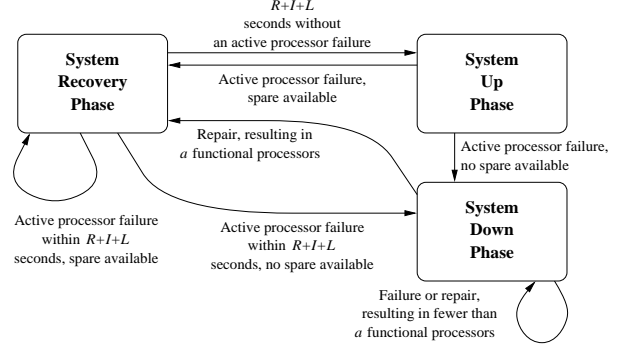 R+I+L
seconds without
an active processor failure
System
Recovery
Phase
System
Up
Phase
Active processor failure,
spare available
Repair, resulting in
a functional processors
Active processor failure,
no spare available
System
Down
Phase
Active processor failure
within R+I+L
seconds, spare available
Active processor failure
within R+I+L
seconds, no spare available
Failure or repair,
resulting in fewer than
a functional processors